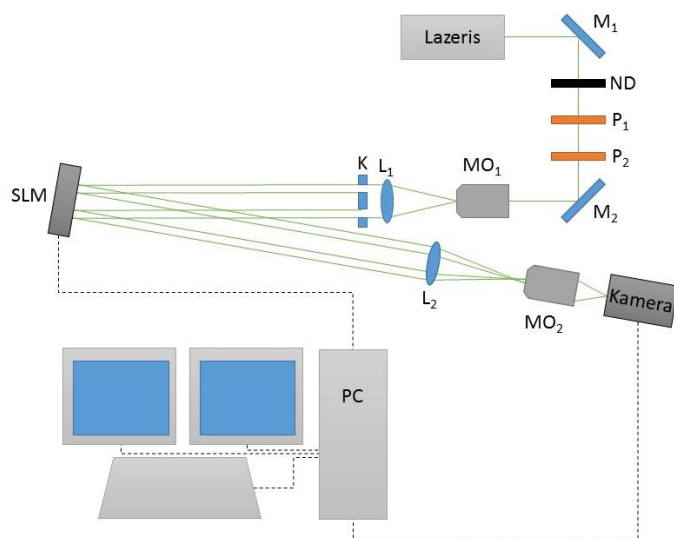 Lazeris
M₁
ND
P₁
P₂
M₂
MO₁
L₁
K
SLM
L₂
MO₂
Kamera
PC